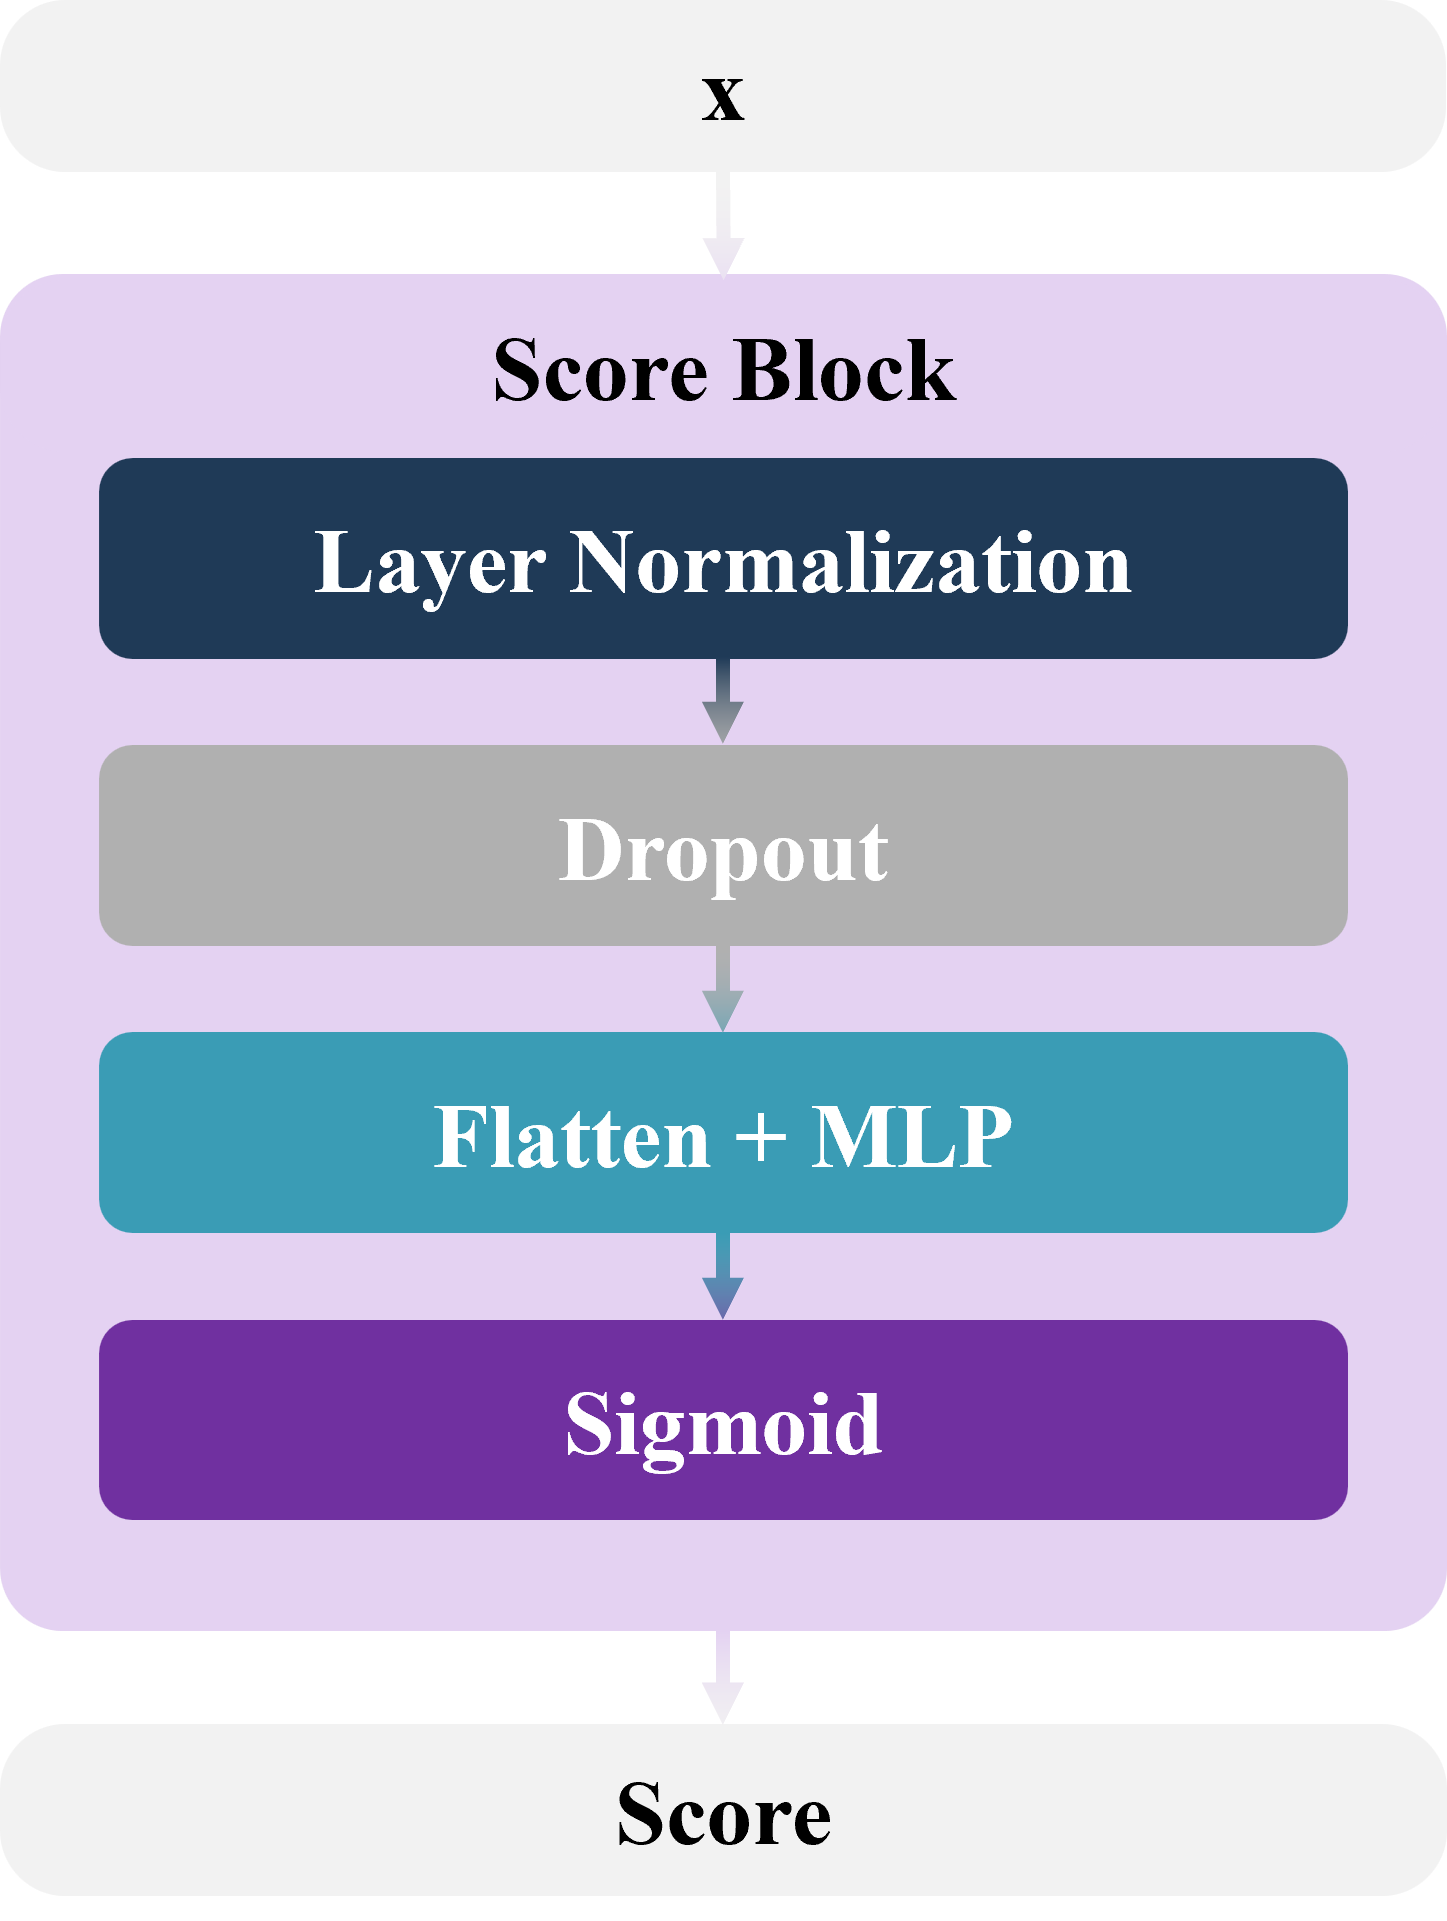 x
Score Block
Layer Normalization
Dropout
Flatten + MLP
Sigmoid
Score